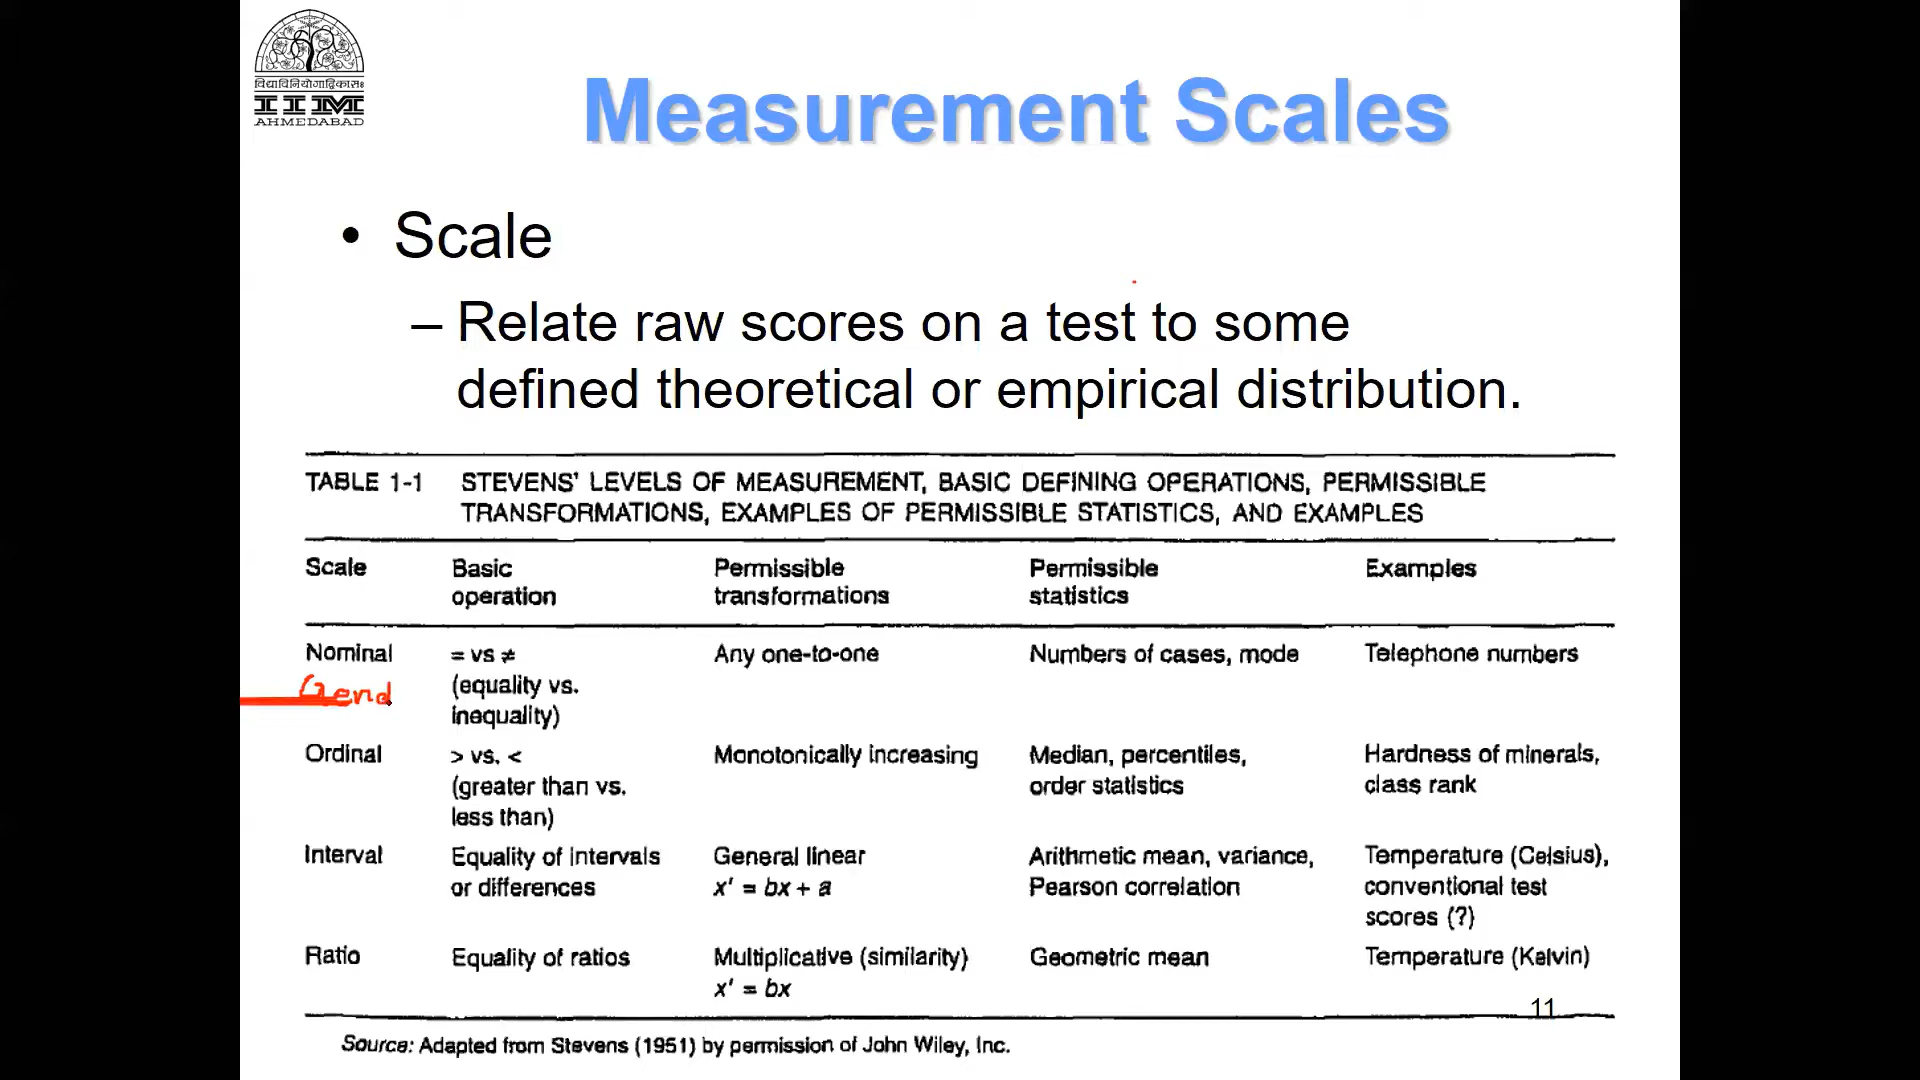 विद्याविनियोगाद्विकासः
IIM
AHMEDABAD
Measurement Scales
• Scale
– Relate raw scores on a test to some
defined theoretical or empirical distribution.
TABLE 1-1 STEVENS' LEVELS OF MEASUREMENT, BASIC DEFINING OPERATIONS, PERMISSIBLE
TRANSFORMATIONS, EXAMPLES OF PERMISSIBLE STATISTICS, AND EXAMPLES
Scale Basic Permissible Permissible Examples
operation transformations statistics
Nominal = vs ≠ Any one-to-one Numbers of cases, mode Telephone numbers
Gend (equality vs.
inequality)
Ordinal > vs. < Monotonically increasing Median, percentiles, Hardness of minerals,
(greater than vs. order statistics class rank
less than)
Interval Equality of intervals General linear Arithmetic mean, variance, Temperature (Celsius),
or differences x' = bx + a Pearson correlation conventional test
scores (?)
Ratio Equality of ratios Multiplicative (similarity) Geometric mean Temperature (Kelvin)
x' = bx
11
Source: Adapted from Stevens (1951) by permission of John Wiley, Inc.